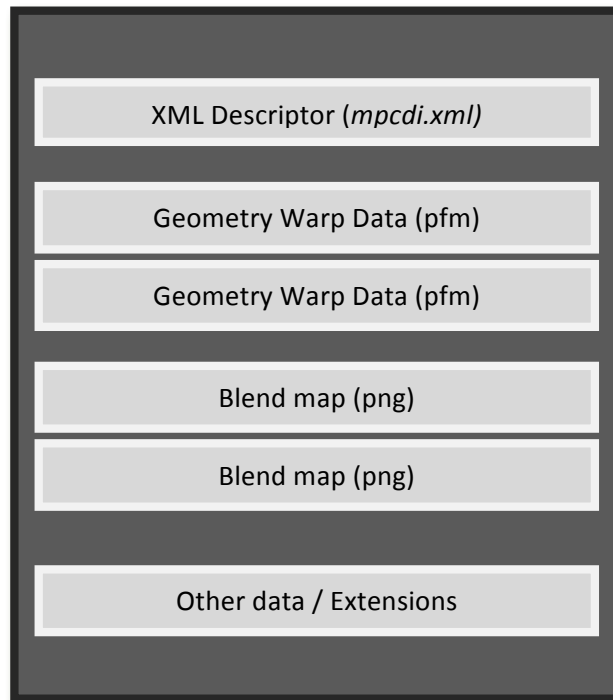 XML Descriptor (mpcdi.xml)
Geometry Warp Data (pfm)
Geometry Warp Data (pfm)
Blend map (png)
Blend map (png)
Other data / Extensions